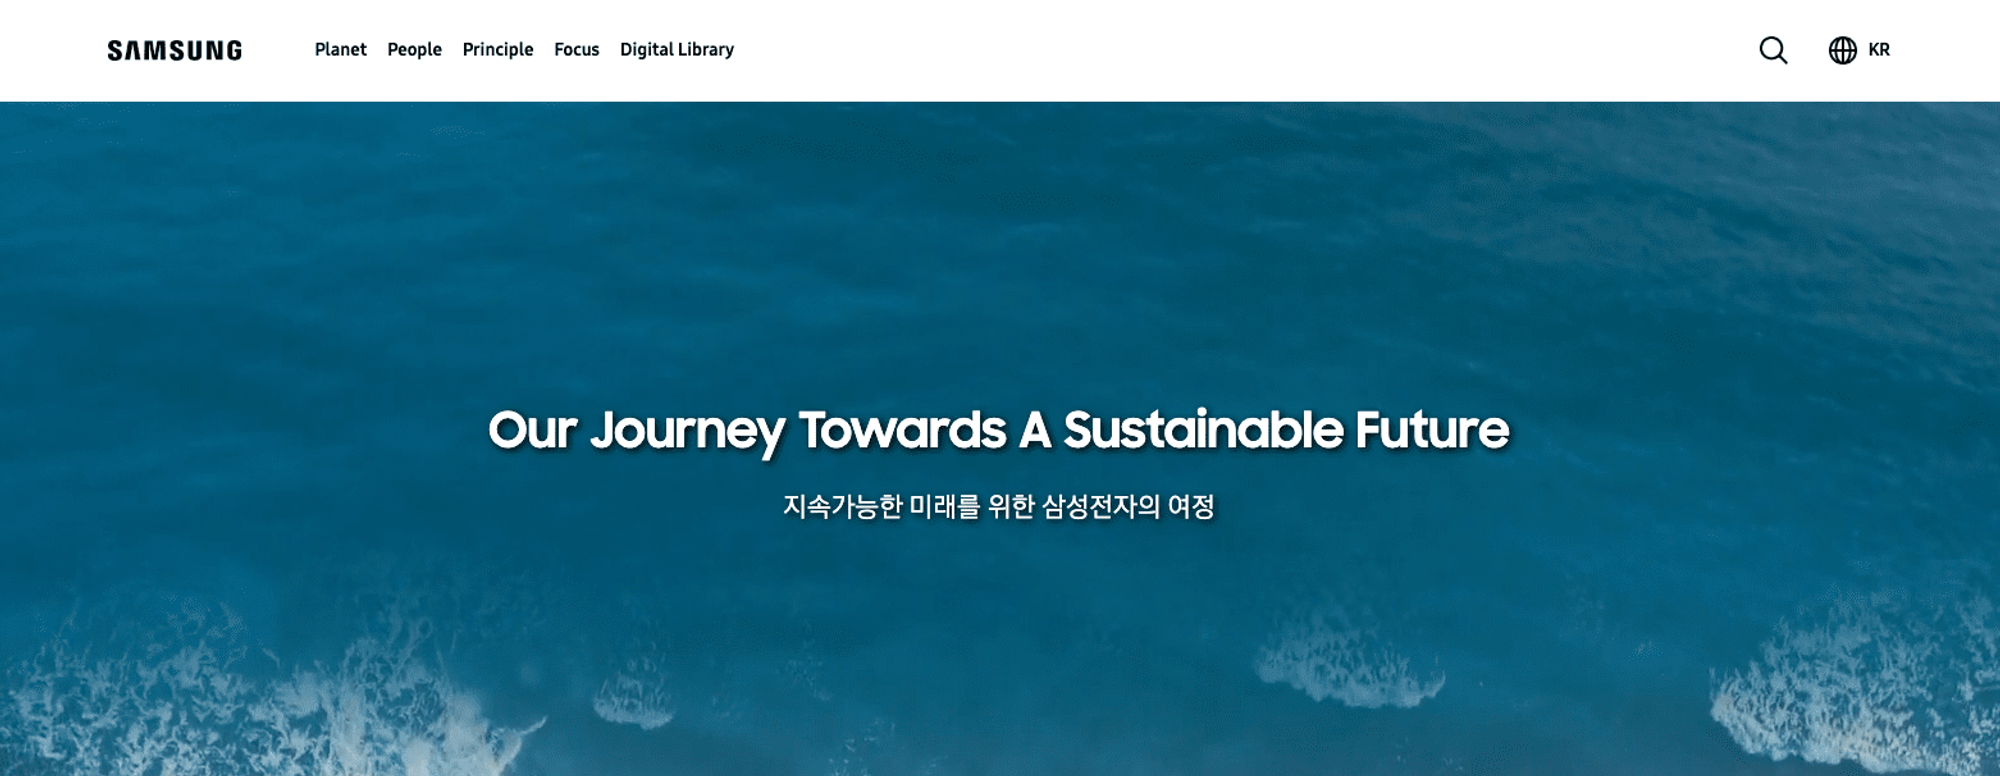 SAMSUNG Planet People Principle Focus Digital Library KR
Our Journey Towards A Sustainable Future
지속가능한 미래를 위한 삼성전자의 여정